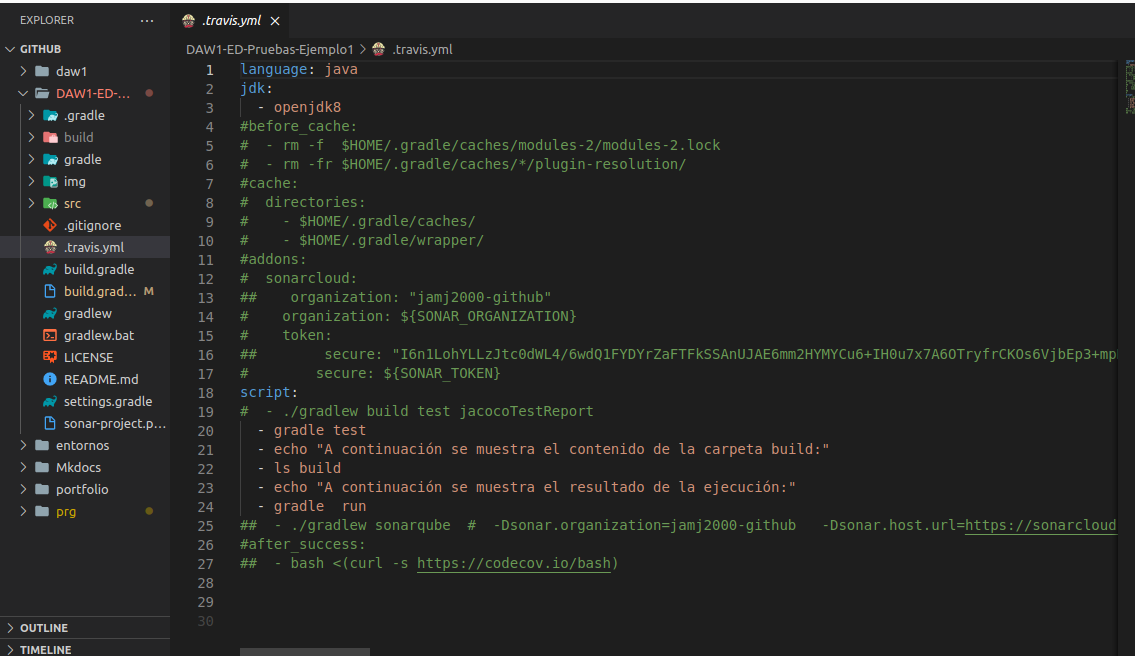 EXPLORER
.travis.yml
GITHUB
daw1
DAW1-ED-...
.gradle
build
gradle
img
src
.gitignore
.travis.yml
build.gradle
build.grad... M
gradlew
gradlew.bat
LICENSE
README.md
settings.gradle
sonar-project.p...
entornos
Mkdocs
portfolio
prg
OUTLINE
TIMELINE
DAW1-ED-Pruebas-Ejemplo1 > .travis.yml
1 language: java
2 jdk:
3 - openjdk8
4 #before_cache:
5 # - rm -f  $HOME/.gradle/caches/modules-2/modules-2.lock
6 # - rm -fr $HOME/.gradle/caches/*/plugin-resolution/
7 #cache:
8 # directories:
9 # - $HOME/.gradle/caches/
10 # - $HOME/.gradle/wrapper/
11 #addons:
12 # sonarcloud:
13 ## organization: "jamj2000-github"
14 # organization: ${SONAR_ORGANIZATION}
15 # token:
16 ## secure: "I6n1LohYLLzJtc0dWL4/6wdQ1FYDYrZaFTFkSSAnUJAE6mm2HYMYCu6+IH0u7x7A6OTryfrCKOs6VjbEp3+mp
17 # secure: ${SONAR_TOKEN}
18 script:
19 # - ./gradlew build test jacocoTestReport
20 - gradle test
21 - echo "A continuación se muestra el contenido de la carpeta build:"
22 - ls build
23 - echo "A continuación se muestra el resultado de la ejecución:"
24 - gradle  run
25 ## - ./gradlew sonarqube  #  -Dsonar.organization=jamj2000-github   -Dsonar.host.url=https://sonarcloud
26 #after_success:
27 ## - bash <(curl -s https://codecov.io/bash)
28
29
30